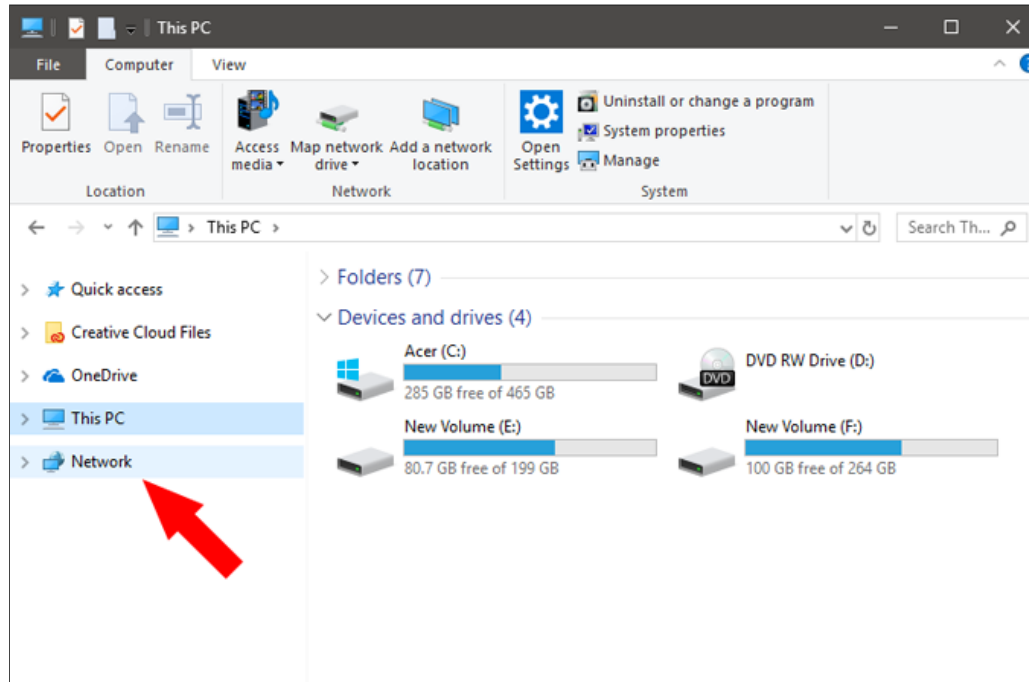 This PC
File Computer View
Properties Open Rename Access media Map network drive Add a network location Open Settings Uninstall or change a program
System properties
Manage
Location Network System
This PC Search Th...
Quick access
Creative Cloud Files
OneDrive
This PC
Network
Folders (7)
Devices and drives (4)
Acer (C:)
285 GB free of 465 GB
DVD RW Drive (D:)
DVD
New Volume (E:)
80.7 GB free of 199 GB
New Volume (F:)
100 GB free of 264 GB